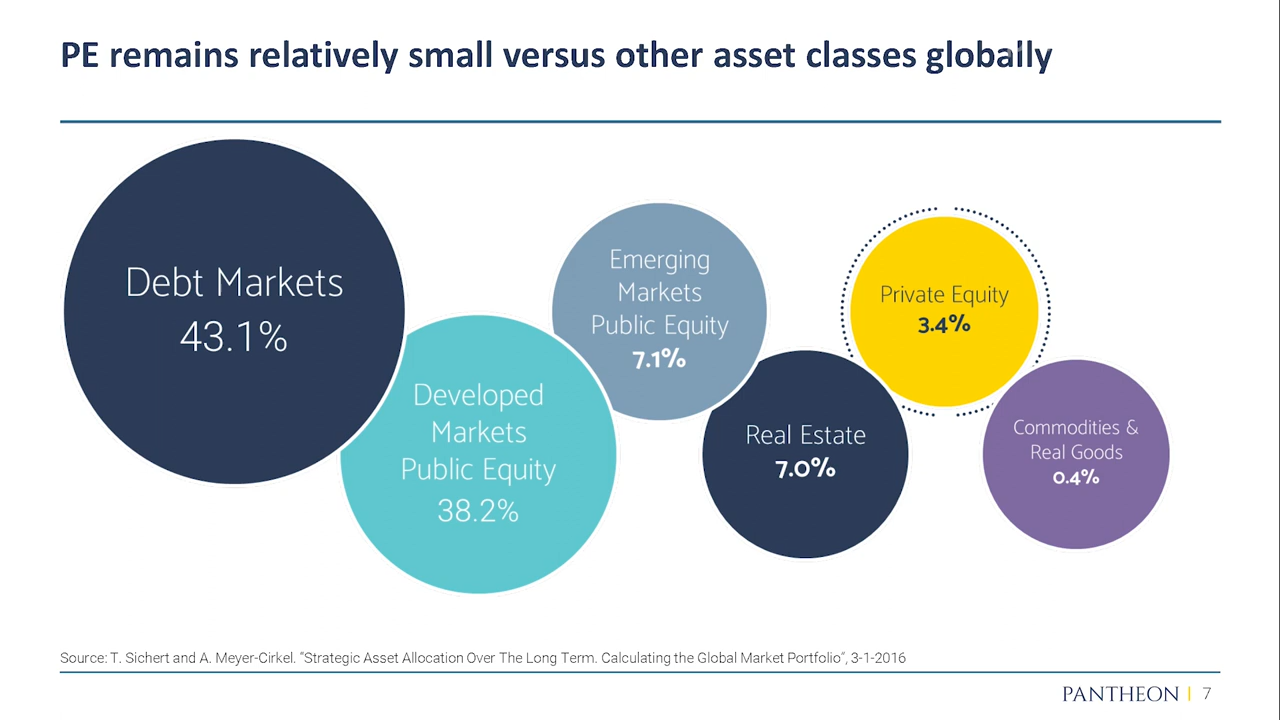 PE remains relatively small versus other asset classes globally
Debt Markets
43.1%
Developed
Markets
Public Equity
38.2%
Emerging
Markets
Public Equity
7.1%
Real Estate
7.0%
Private Equity
3.4%
Commodities &
Real Goods
0.4%
Source: T. Sichert and A. Meyer-Cirkel. “Strategic Asset Allocation Over The Long Term. Calculating the Global Market Portfolio”, 3-1-2016
PANTHEON | 7